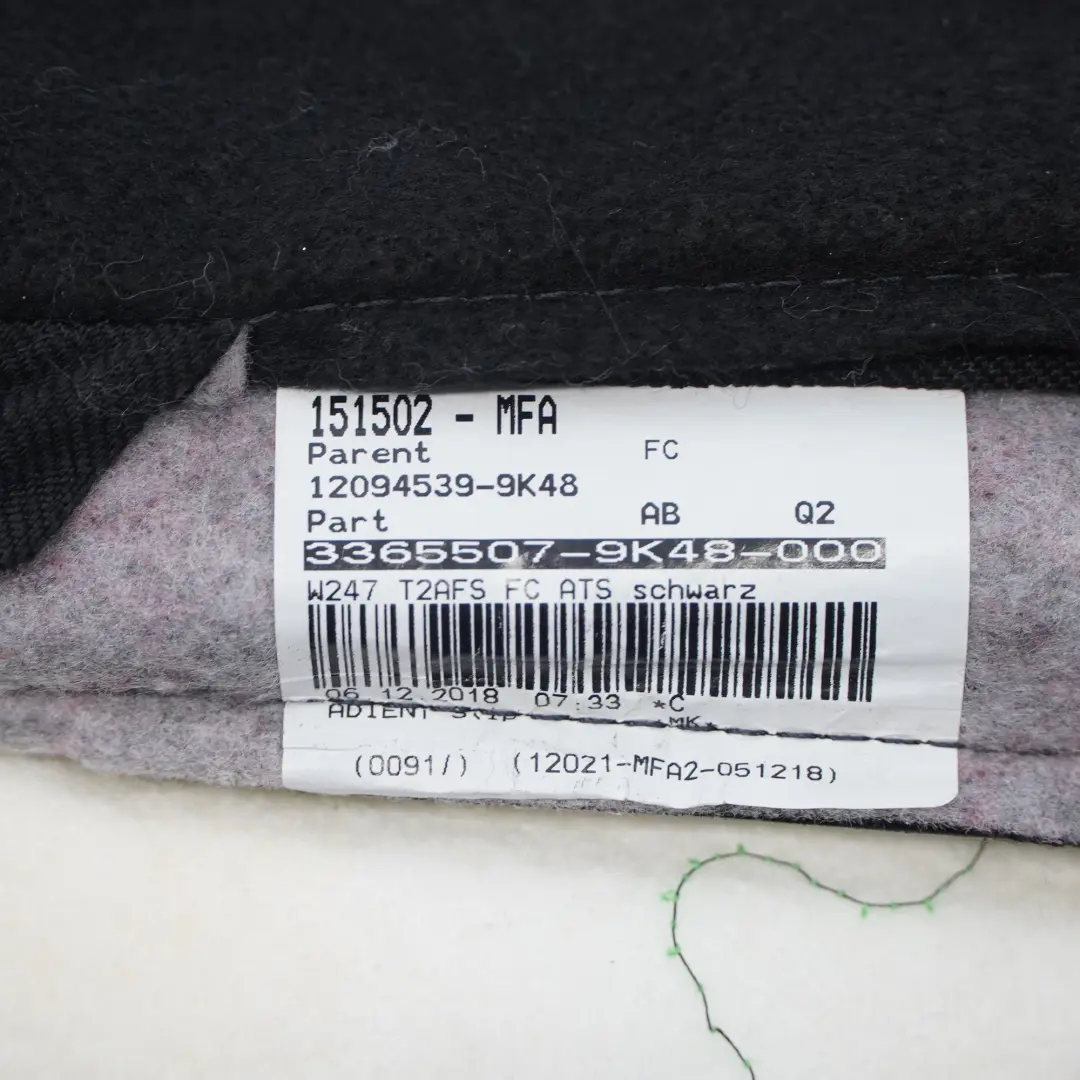 151502 - MFA
Parent FC
12094539-9K48
Part AB Q2
3365507-9K48-000
W247 T2AFS FC ATS schwarz
06.12.2018 07:33 *C
ADIENT *MK*
(0091/) (12021-MFA2-051218)